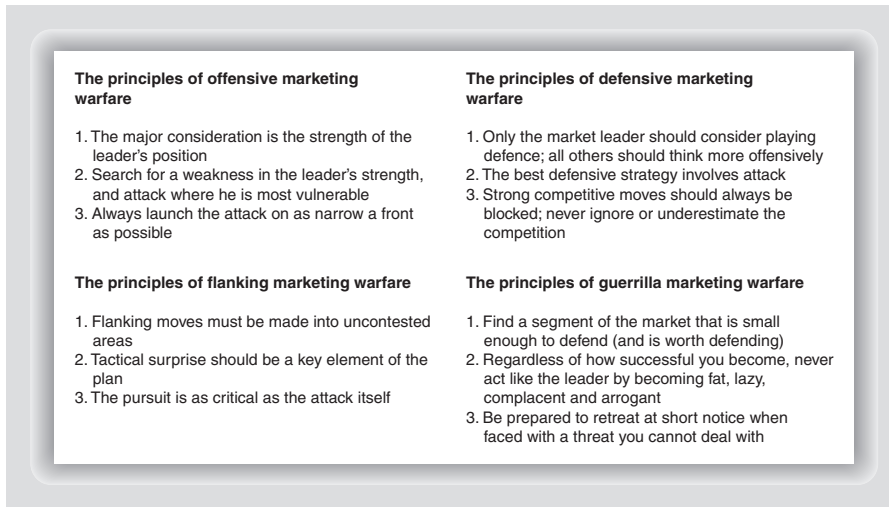 The principles of offensive marketing
warfare
1. The major consideration is the strength of the
leader's position
2. Search for a weakness in the leader's strength,
and attack where he is most vulnerable
3. Always launch the attack on as narrow a front
as possible
The principles of defensive marketing
warfare
1. Only the market leader should consider playing
defence; all others should think more offensively
2. The best defensive strategy involves attack
3. Strong competitive moves should always be
blocked; never ignore or underestimate the
competition
The principles of flanking marketing warfare
1. Flanking moves must be made into uncontested
areas
2. Tactical surprise should be a key element of the
plan
3. The pursuit is as critical as the attack itself
The principles of guerrilla marketing warfare
1. Find a segment of the market that is small
enough to defend (and is worth defending)
2. Regardless of how successful you become, never
act like the leader by becoming fat, lazy,
complacent and arrogant
3. Be prepared to retreat at short notice when
faced with a threat you cannot deal with